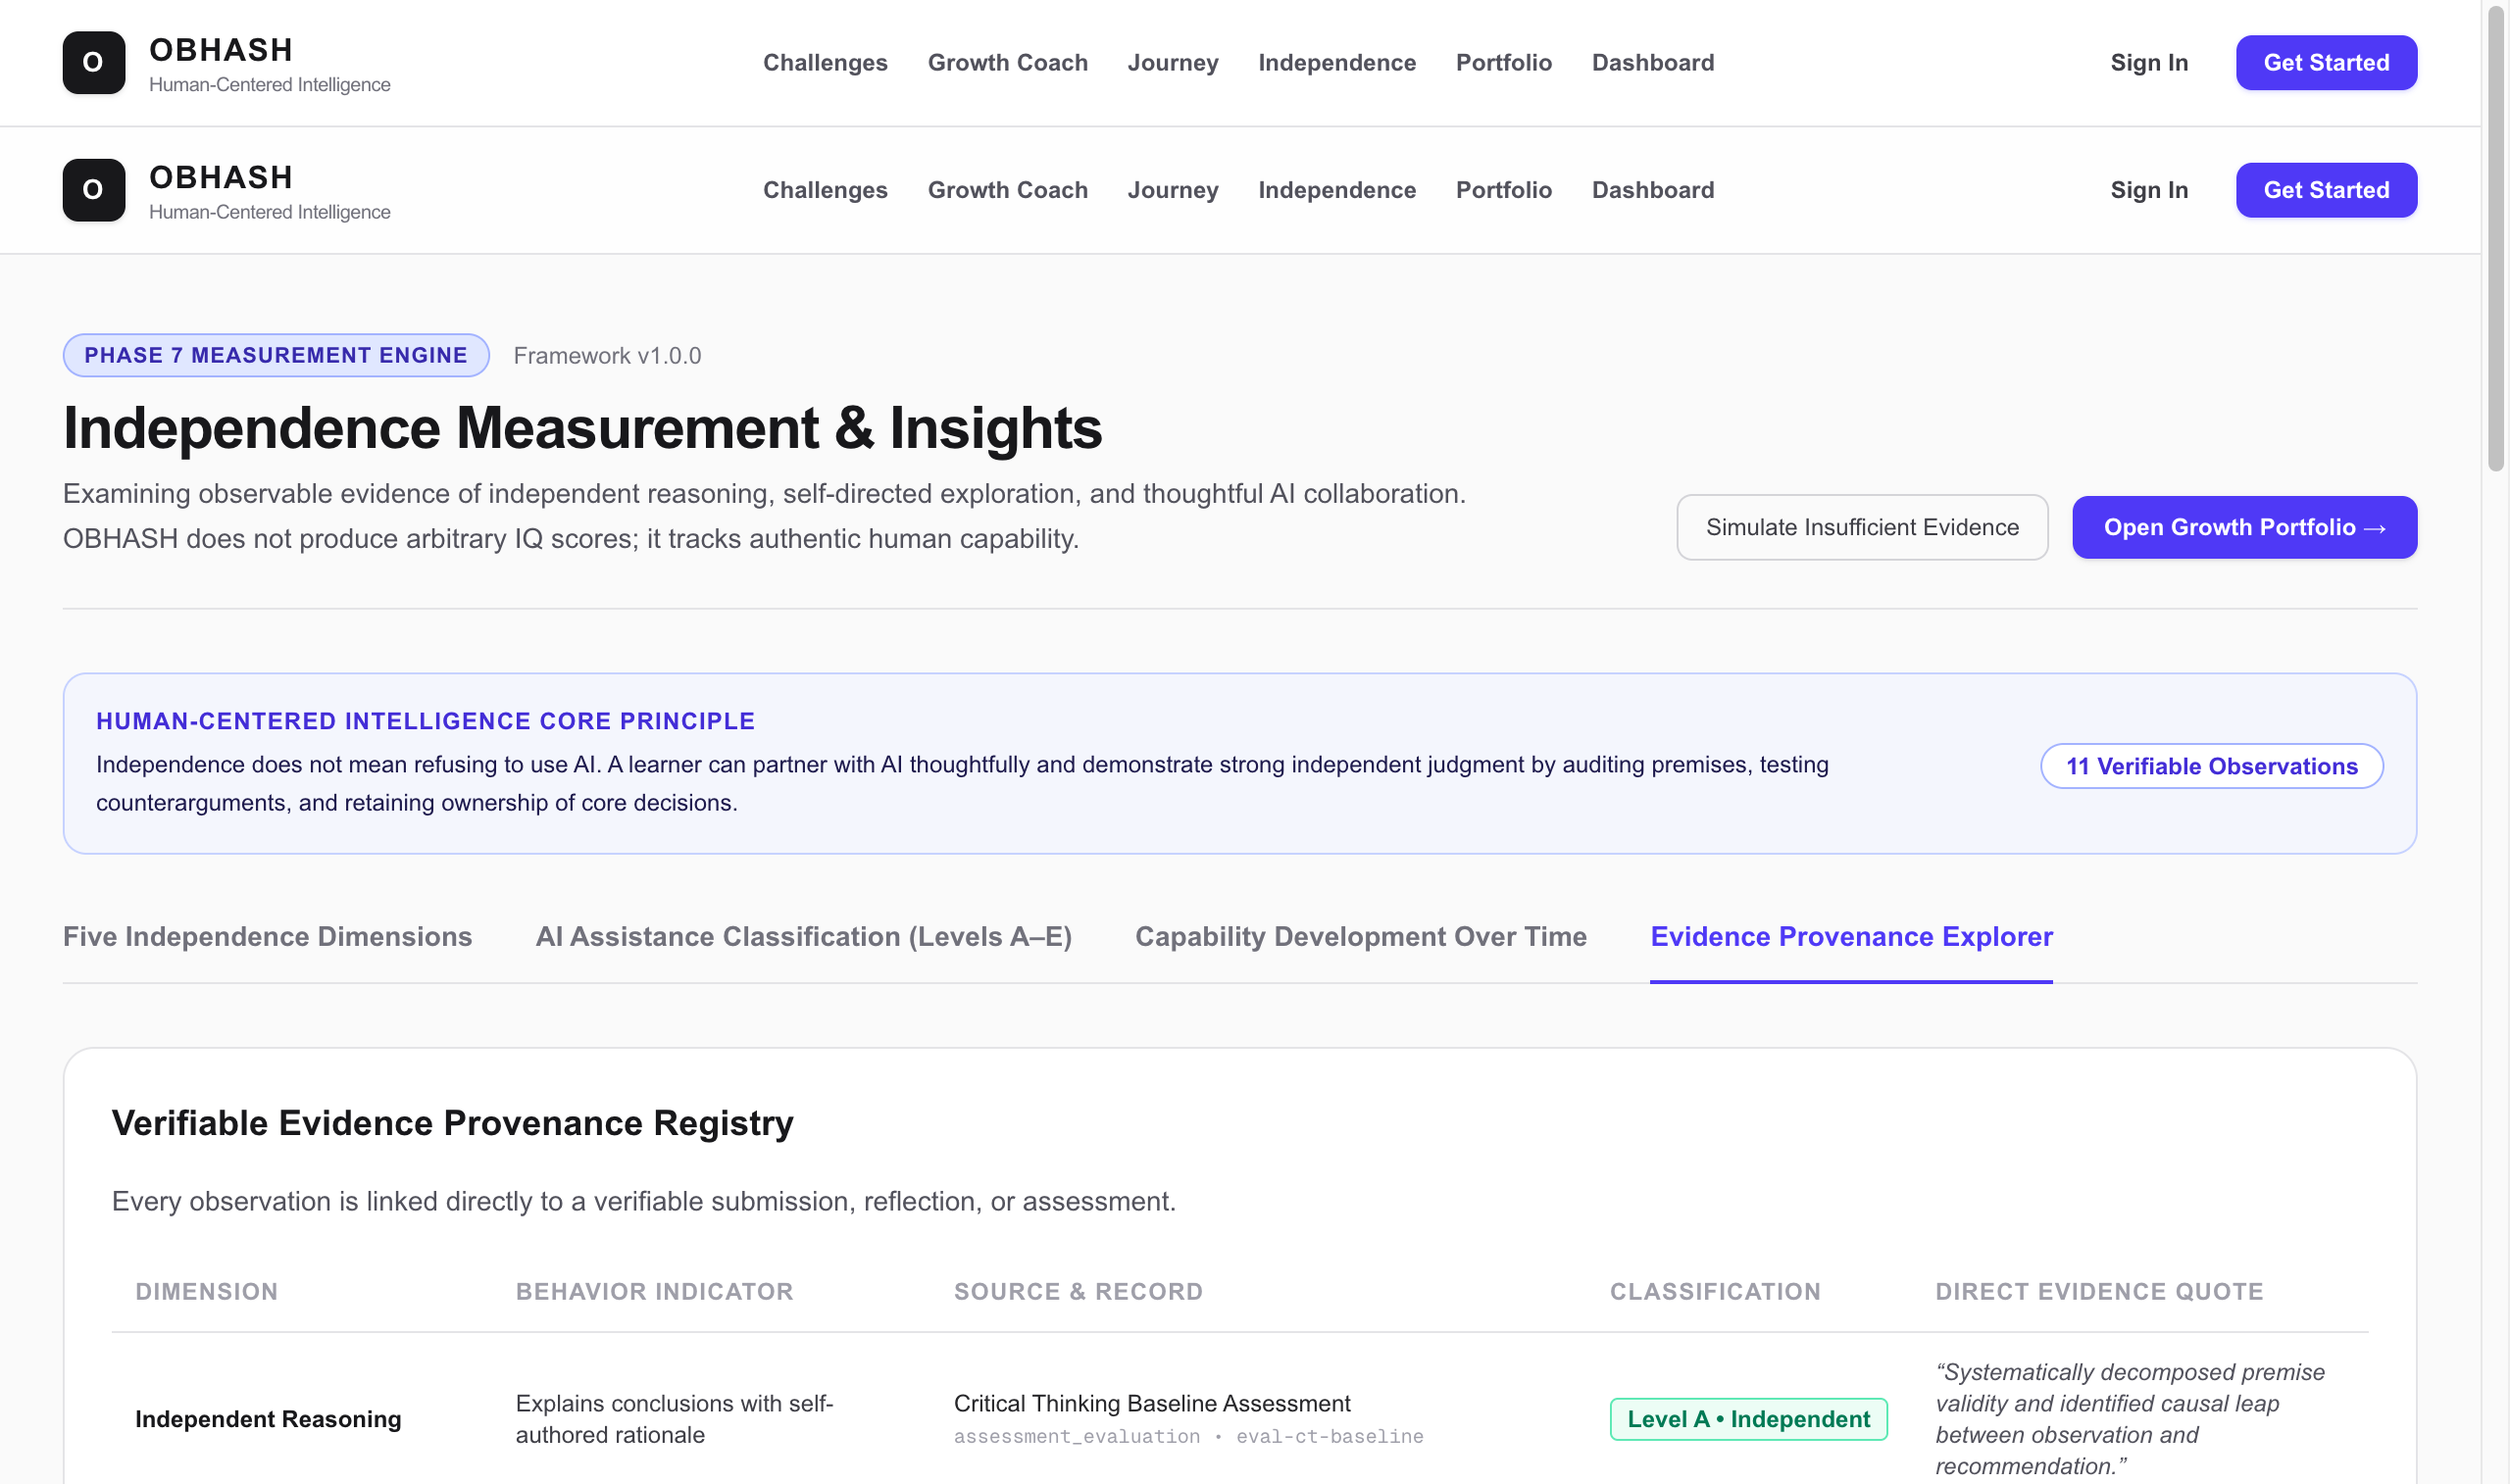 O
OBHASH
Human-Centered Intelligence
Challenges Growth Coach Journey Independence Portfolio Dashboard
Sign In
Get Started
O
OBHASH
Human-Centered Intelligence
Challenges Growth Coach Journey Independence Portfolio Dashboard
Sign In
Get Started
PHASE 7 MEASUREMENT ENGINE
Framework v1.0.0
Independence Measurement & Insights
Examining observable evidence of independent reasoning, self-directed exploration, and thoughtful AI collaboration.
OBHASH does not produce arbitrary IQ scores; it tracks authentic human capability.
Simulate Insufficient Evidence
Open Growth Portfolio →
HUMAN-CENTERED INTELLIGENCE CORE PRINCIPLE
Independence does not mean refusing to use AI. A learner can partner with AI thoughtfully and demonstrate strong independent judgment by auditing premises, testing
counterarguments, and retaining ownership of core decisions.
11 Verifiable Observations
Five Independence Dimensions
AI Assistance Classification (Levels A–E)
Capability Development Over Time
Evidence Provenance Explorer
Verifiable Evidence Provenance Registry
Every observation is linked directly to a verifiable submission, reflection, or assessment.
DIMENSION BEHAVIOR INDICATOR SOURCE & RECORD CLASSIFICATION DIRECT EVIDENCE QUOTE
Independent Reasoning
Explains conclusions with self-
authored rationale
Critical Thinking Baseline Assessment
assessment_evaluation • eval-ct-baseline
Level A • Independent
“Systematically decomposed premise
validity and identified causal leap
between observation and
recommendation.”